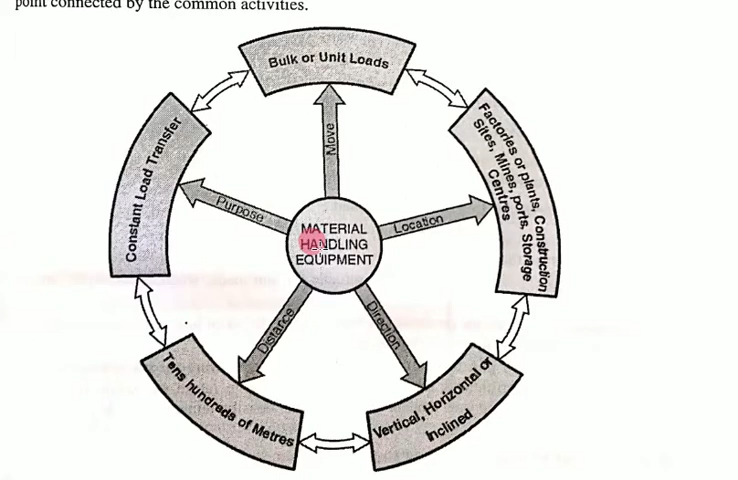 point connected by the common activities.
Bulk or Unit Loads
Move
Factories or plants, Construction
Sites, Mines, ports, Storage
Centres
Location
Constant Load Transfer
Purpose
MATERIAL
HANDLING
EQUIPMENT
Distance
Direction
Tens hundreds of Metres
Vertical, Horizontal or
Inclined